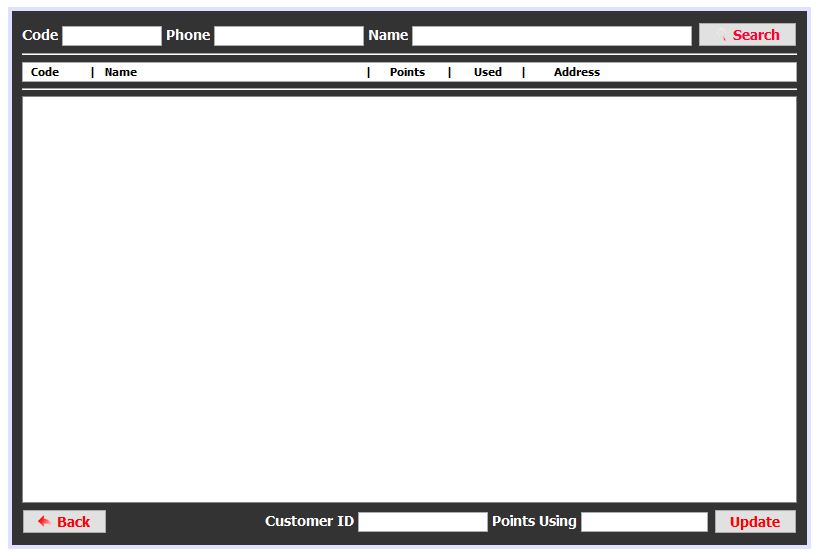 Code Phone Name Search
Code | Name | Points | Used | Address
Back Customer ID Points Using Update